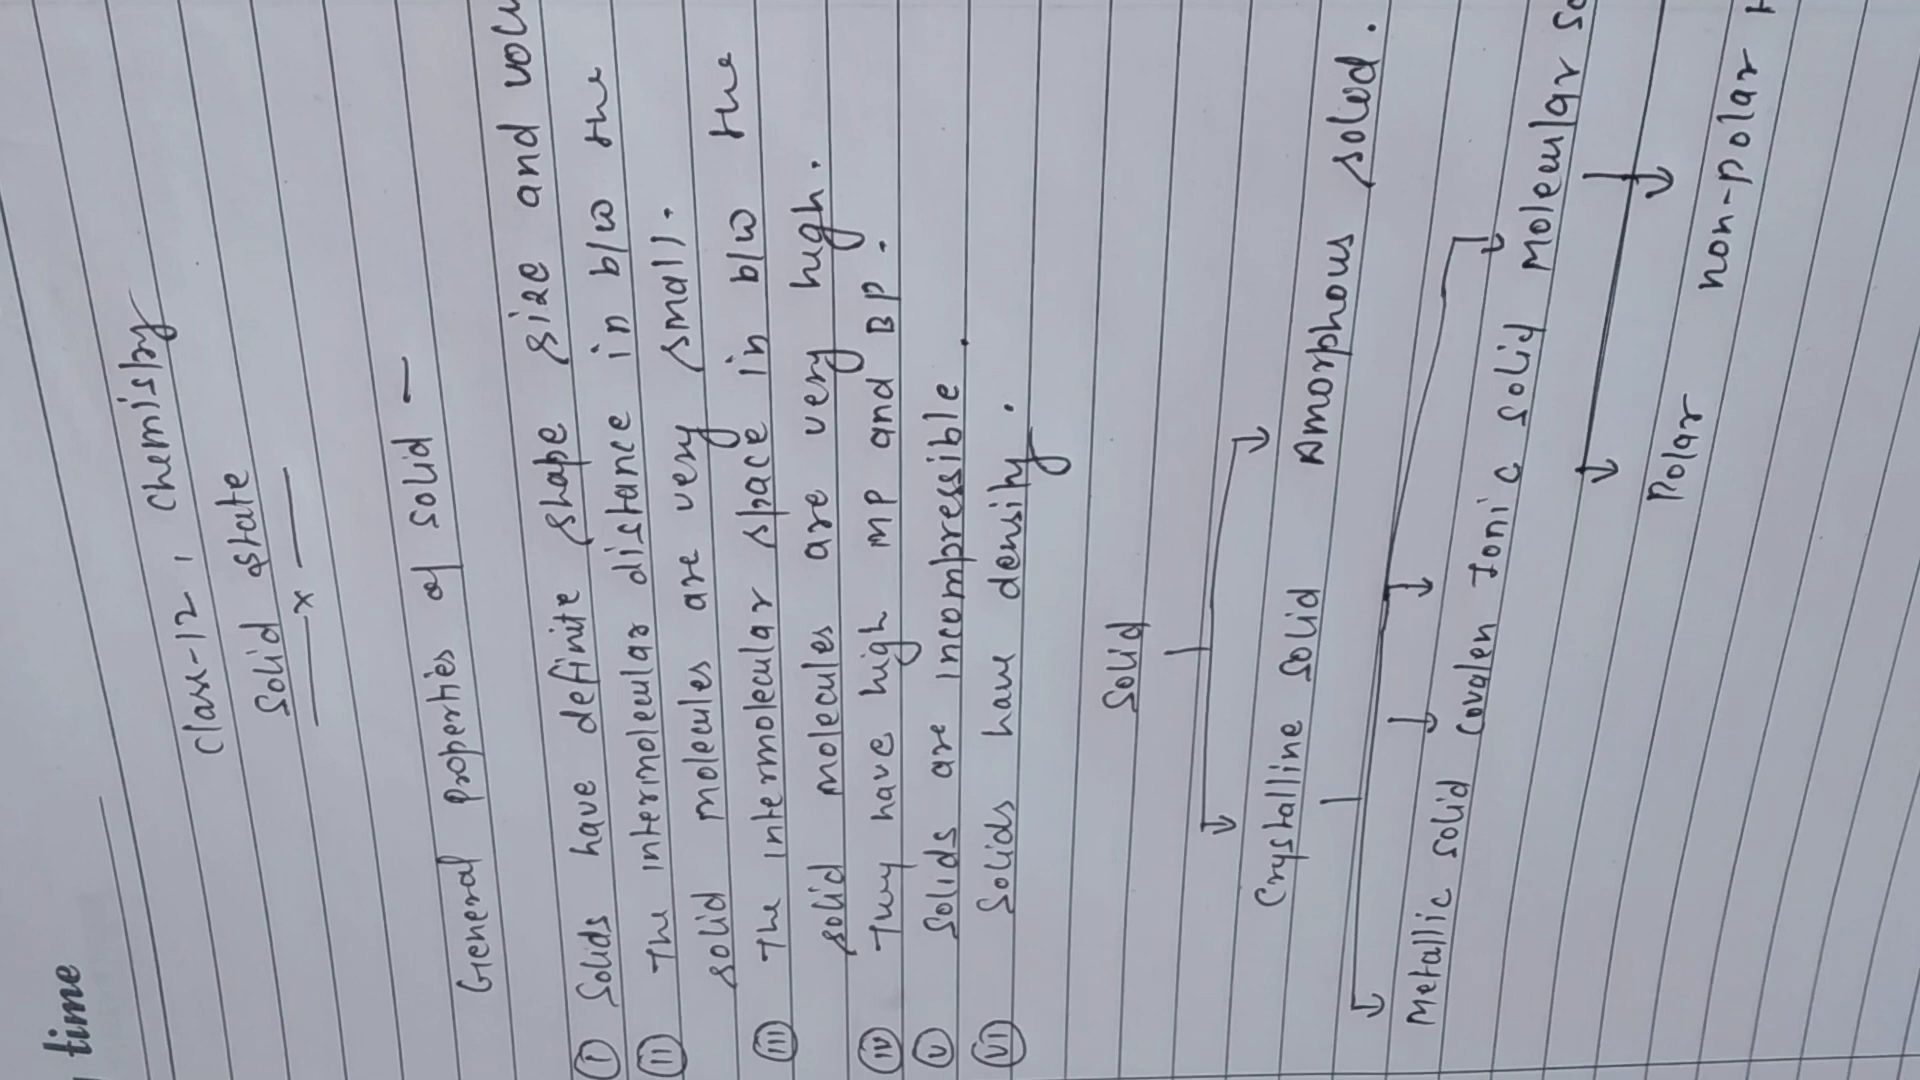 time
Class-12, Chemistry
Solid state
x
General properties of solid -
(i) Solids have definite shape size and volu
(ii) The intermolecular distance in b/w the
solid molecules are very small).
(iii) The intermolecular space in b/w the
solid molecules are very high.
(iv) They have high MP and BP.
(v) Solids are incompressible.
(vi) Solids have density.
Solid
Crystalline Solid Amorphous solid.
Metallic solid Covalen Ionic Solid Molecular So
Polar non-polar H